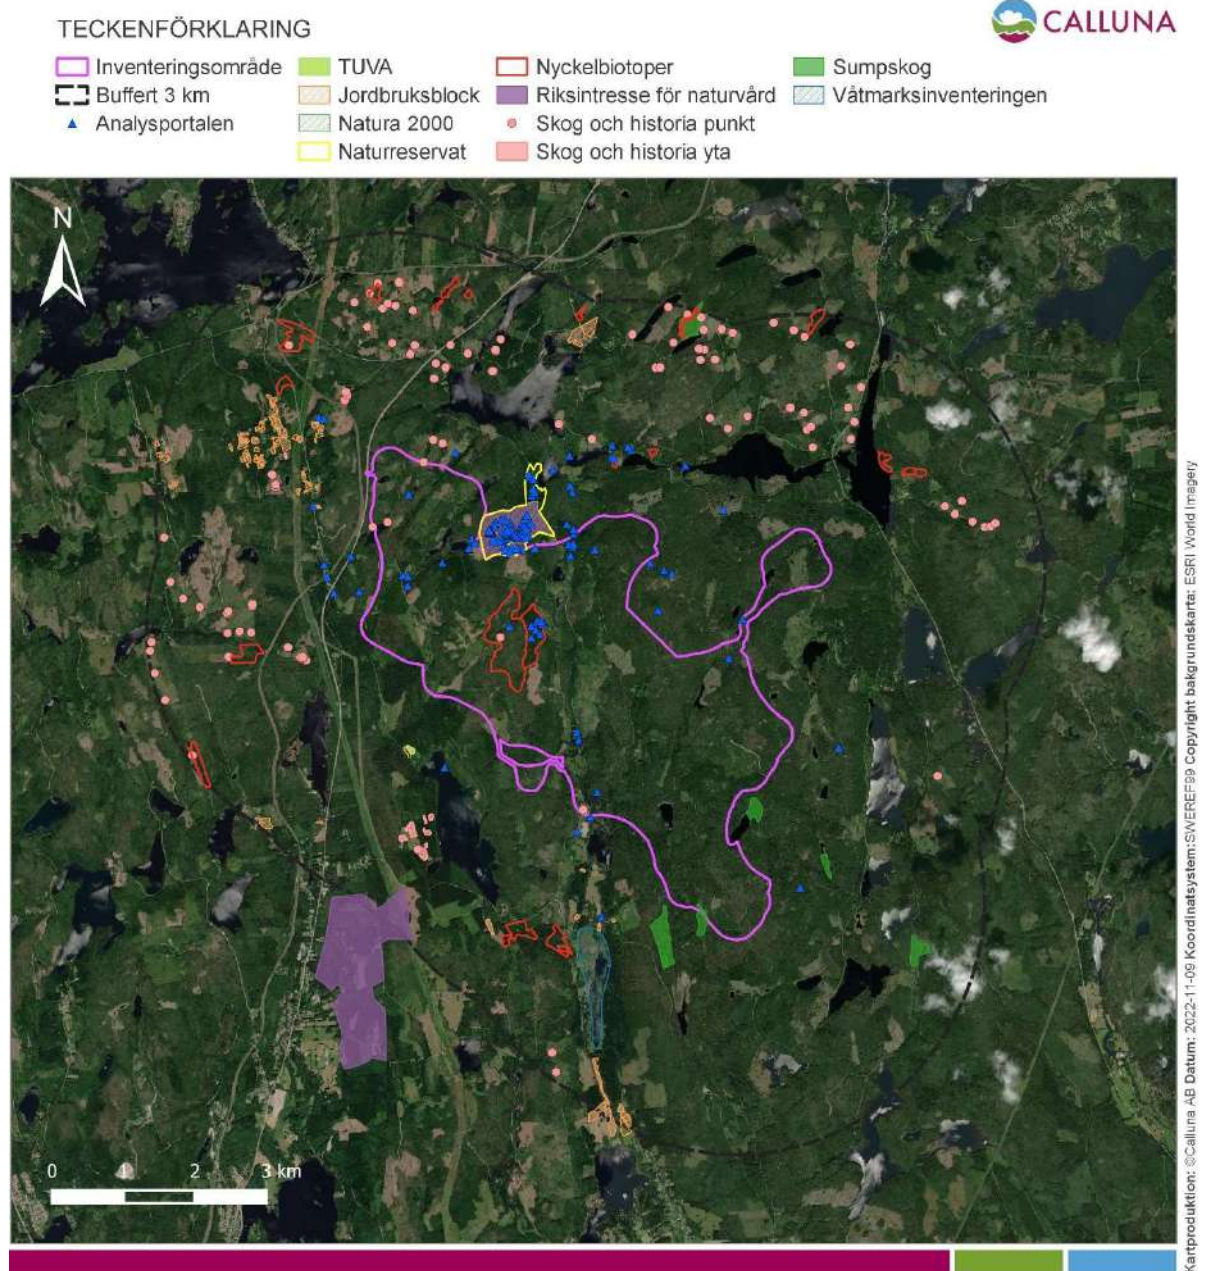 TECKENFÖRKLARING
CALLUNA
Inventeringsområde
Buffert 3 km
Analysportalen
TUVA
Jordbruksblock
Natura 2000
Naturreservat
Nyckelbiotoper
Riksintresse för naturvård
Skog och historia punkt
Skog och historia yta
Sumpskog
Våtmarksinventeringen
N
0 1 2 3 km
Kartproduktion: ©Calluna AB Datum: 2022-11-09 Koordinatsystem:SWEREF99 Copyright bakgrundskarta: ESRI World Imagery